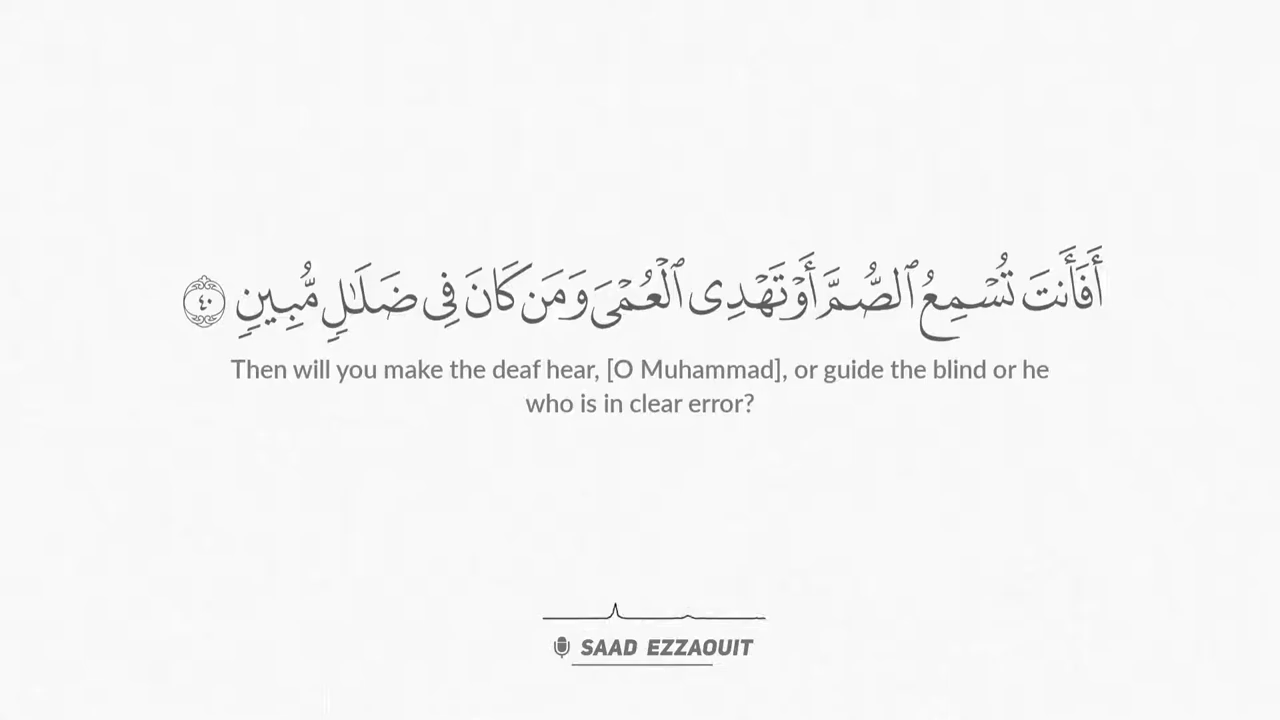 أَفَأَنتَ تُسْمِعُ ٱلصُّمَّ أَوْ تَهْدِى ٱلْعُمْىَ وَمَن كَانَ فِى ضَلَـٰلٍ مُّبِينٍ ٤٠
Then will you make the deaf hear, [O Muhammad], or guide the blind or he
who is in clear error?
SAAD EZZAOUIT